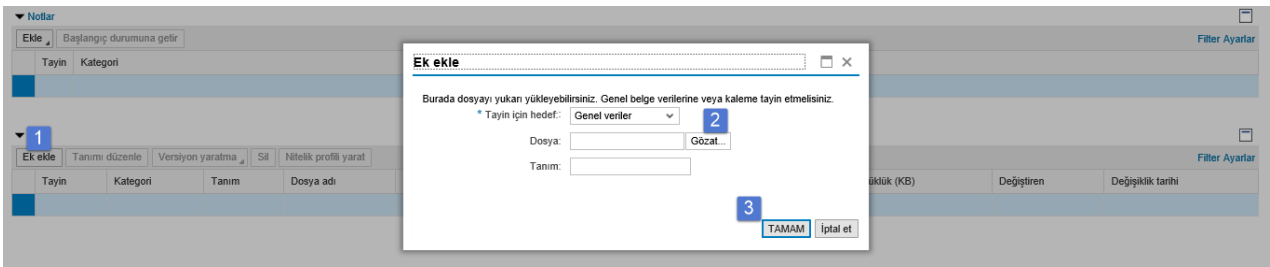 Notlar
Ekle Başlangıç durumuna getir Filter Ayarlar
Tayin Kategori
Ek ekle
Burada dosyayı yukarı yükleyebilirsiniz. Genel belge verilerine veya kaleme tayin etmelisiniz.
* Tayin için hedef: Genel veriler
2
Dosya: Gözat...
Tanım:
3
TAMAM İptal et
1
Ek ekle Tanımı düzenle Versiyon yaratma Sil Nitelik profili yarat Filter Ayarlar
Tayin Kategori Tanım Dosya adı (KB) Değiştiren Değişiklik tarihi